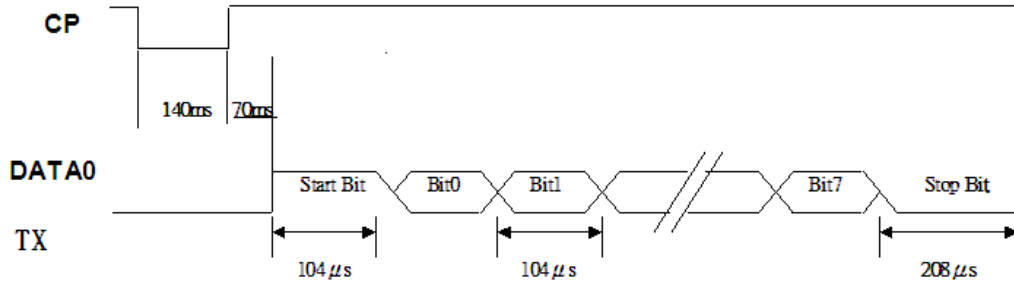 CP
140ms 70ms
DATA0
Start Bit Bit0 Bit1 Bit7 Stop Bit
TX
104μs 104μs 208μs